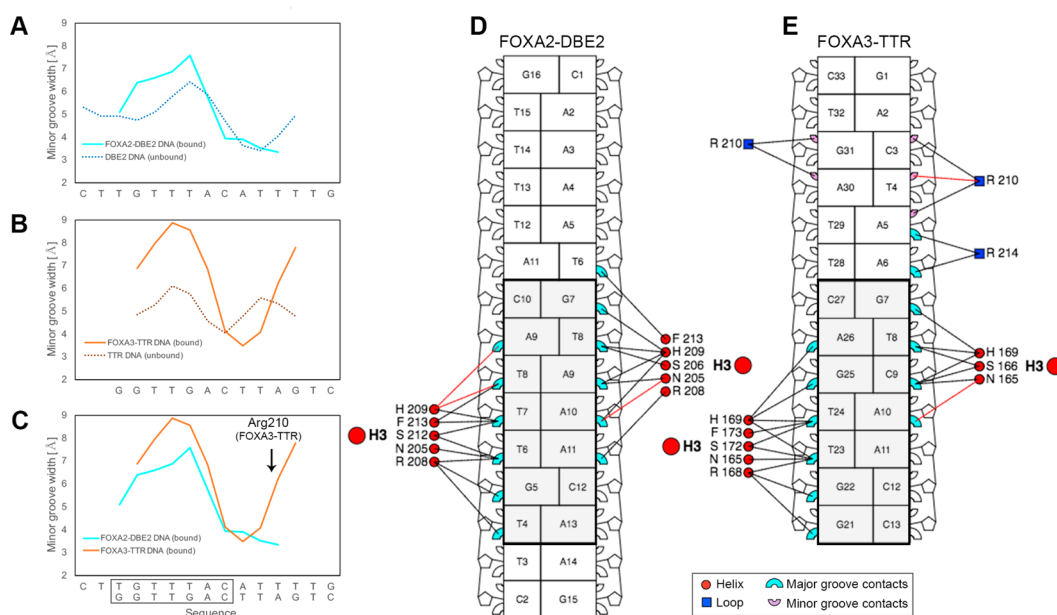 A
Minor groove width [Å]
9
8
7
6
5
4
3
2
FOXA2-DBE2 DNA (bound)
DBE2 DNA (unbound)
C T T G T T T A C A T T T T G
B
Minor groove width [Å]
9
8
7
6
5
4
3
2
FOXA3-TTR DNA (bound)
TTR DNA (unbound)
G G T T G A C T T A G T C
C
Minor groove width [Å]
9
8
7
6
5
4
3
2
Arg210
(FOXA3-TTR)
FOXA2-DBE2 DNA (bound)
FOXA3-TTR DNA (bound)
C T T G T T T A C A T T T T G
G G T T G A C T T A G T C
Sequence
D
FOXA2-DBE2
G16 C1
T15 A2
T14 A3
T13 A4
T12 A5
A11 T6
C10 G7
A9 T8
T8 A9
T7 A10
T6 A11
G5 C12
T4 A13
T3 A14
C2 G15
H 209
F 213
S 212
N 205
R 208
H3
F 213
H 209
S 206
N 205
R 208
H3
E
FOXA3-TTR
C33 G1
T32 A2
G31 C3
A30 T4
T29 A5
T28 A6
C27 G7
A26 T8
G25 C9
T24 A10
T23 A11
G22 C12
G21 C13
R 210
R 210
R 214
H 169
S 166
N 165
H3
H3
H 169
F 173
S 172
N 165
R 168
Helix
Loop
Major groove contacts
Minor groove contacts